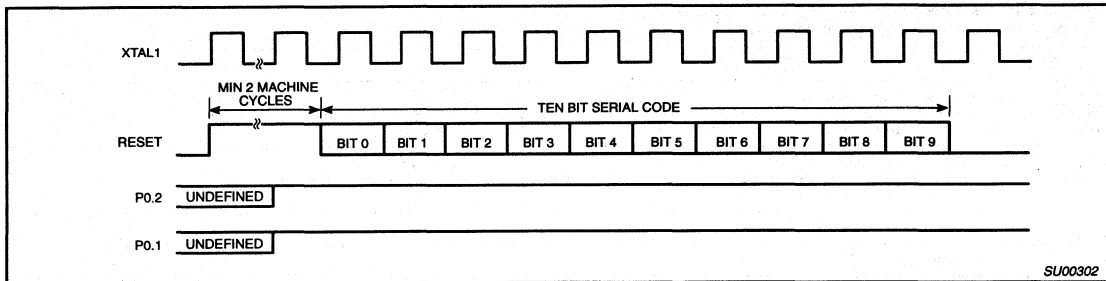 XTAL1
MIN 2 MACHINE
CYCLES
TEN BIT SERIAL CODE
RESET
BIT 0 BIT 1 BIT 2 BIT 3 BIT 4 BIT 5 BIT 6 BIT 7 BIT 8 BIT 9
P0.2 UNDEFINED
P0.1 UNDEFINED
SU00302